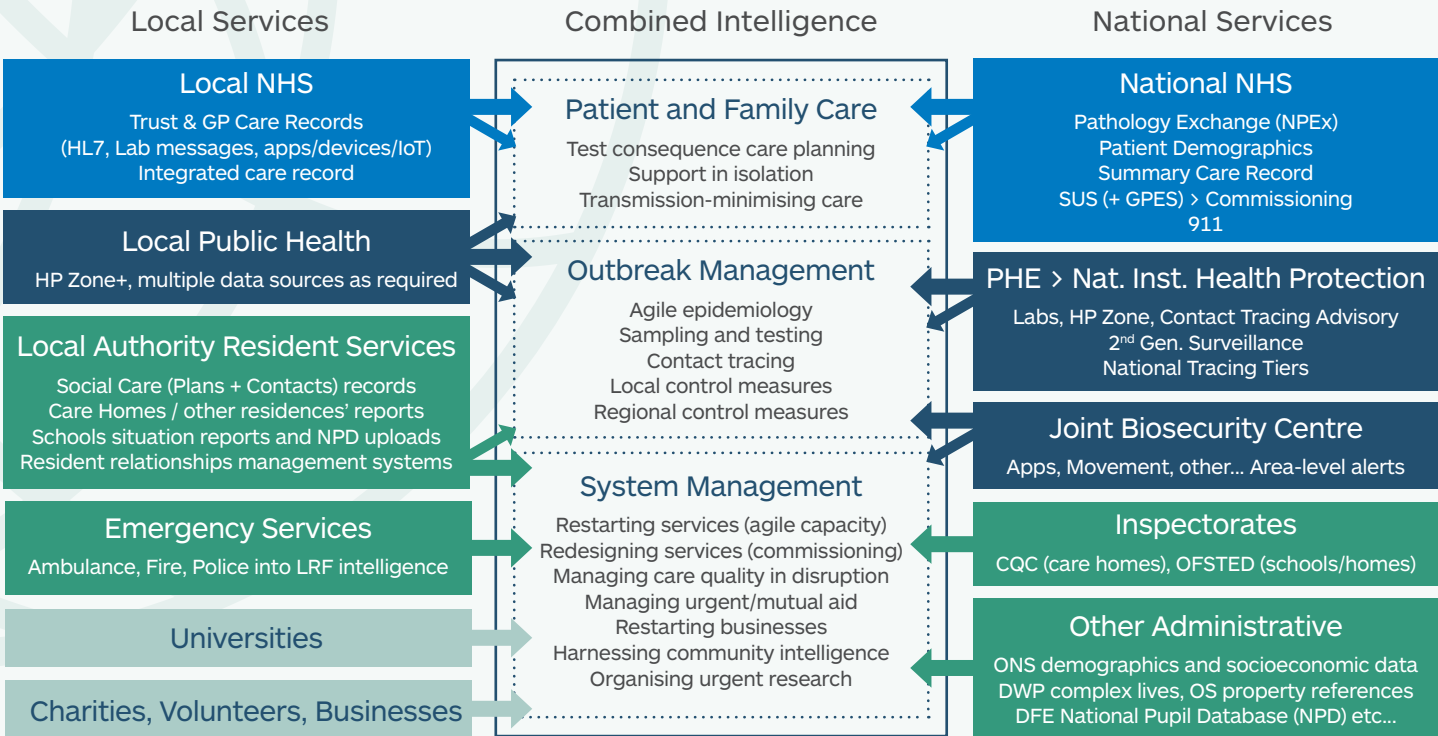 Local Services
Local NHS
Trust & GP Care Records
(HL7, Lab messages, apps/devices/IoT)
Integrated care record
Local Public Health
HP Zone+, multiple data sources as required
Local Authority Resident Services
Social Care (Plans + Contacts) records
Care Homes / other residences’ reports
Schools situation reports and NPD uploads
Resident relationships management systems
Emergency Services
Ambulance, Fire, Police into LRF intelligence
Universities
Charities, Volunteers, Businesses
Combined Intelligence
Patient and Family Care
Test consequence care planning
Support in isolation
Transmission-minimising care
Outbreak Management
Agile epidemiology
Sampling and testing
Contact tracing
Local control measures
Regional control measures
System Management
Restarting services (agile capacity)
Redesigning services (commissioning)
Managing care quality in disruption
Managing urgent/mutual aid
Restarting businesses
Harnessing community intelligence
Organising urgent research
National Services
National NHS
Pathology Exchange (NPEx)
Patient Demographics
Summary Care Record
SUS (+ GPES) > Commissioning
911
PHE > Nat. Inst. Health Protection
Labs, HP Zone, Contact Tracing Advisory
2nd Gen. Surveillance
National Tracing Tiers
Joint Biosecurity Centre
Apps, Movement, other... Area-level alerts
Inspectorates
CQC (care homes), OFSTED (schools/homes)
Other Administrative
ONS demographics and socioeconomic data
DWP complex lives, OS property references
DFE National Pupil Database (NPD) etc...